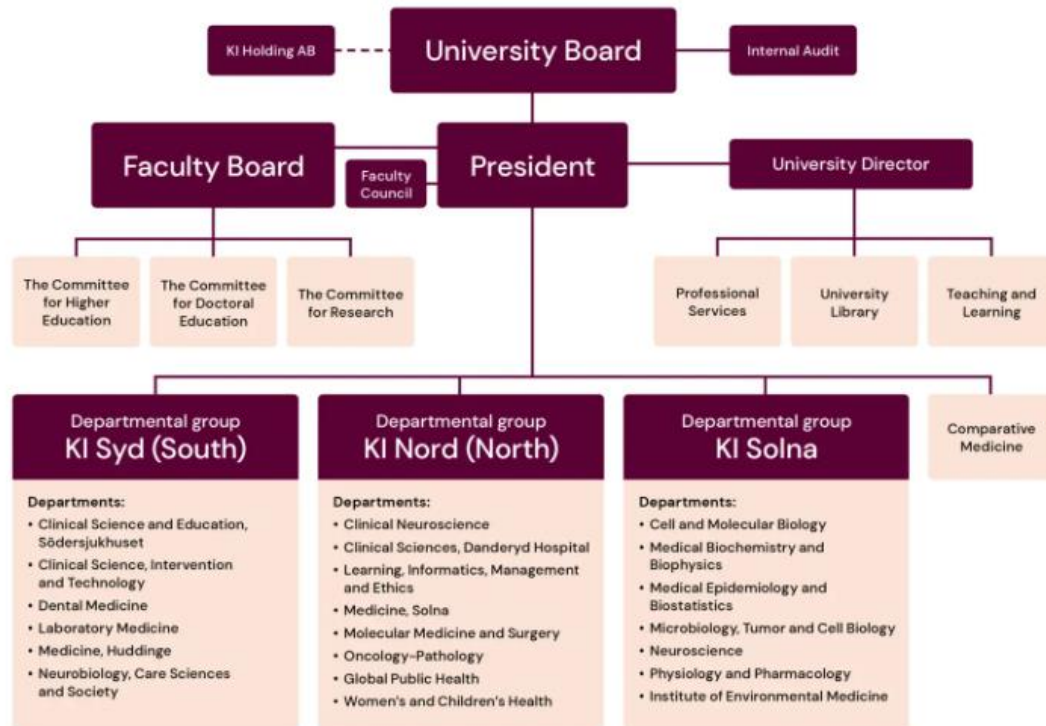 KI Holding AB
University Board
Internal Audit
Faculty Board
Faculty
Council
President
University Director
The Committee
for Higher
Education
The Committee
for Doctoral
Education
The Committee
for Research
Professional
Services
University
Library
Teaching and
Learning
Departmental group
KI Syd (South)
Departments:
• Clinical Science and Education,
Södersjukhuset
• Clinical Science, Intervention
and Technology
• Dental Medicine
• Laboratory Medicine
• Medicine, Huddinge
• Neurobiology, Care Sciences
and Society
Departmental group
KI Nord (North)
Departments:
• Clinical Neuroscience
• Clinical Sciences, Danderyd Hospital
• Learning, Informatics, Management
and Ethics
• Medicine, Solna
• Molecular Medicine and Surgery
• Oncology-Pathology
• Global Public Health
• Women's and Children's Health
Departmental group
KI Solna
Departments:
• Cell and Molecular Biology
• Medical Biochemistry and
Biophysics
• Medical Epidemiology and
Biostatistics
• Microbiology, Tumor and Cell Biology
• Neuroscience
• Physiology and Pharmacology
• Institute of Environmental Medicine
Comparative
Medicine